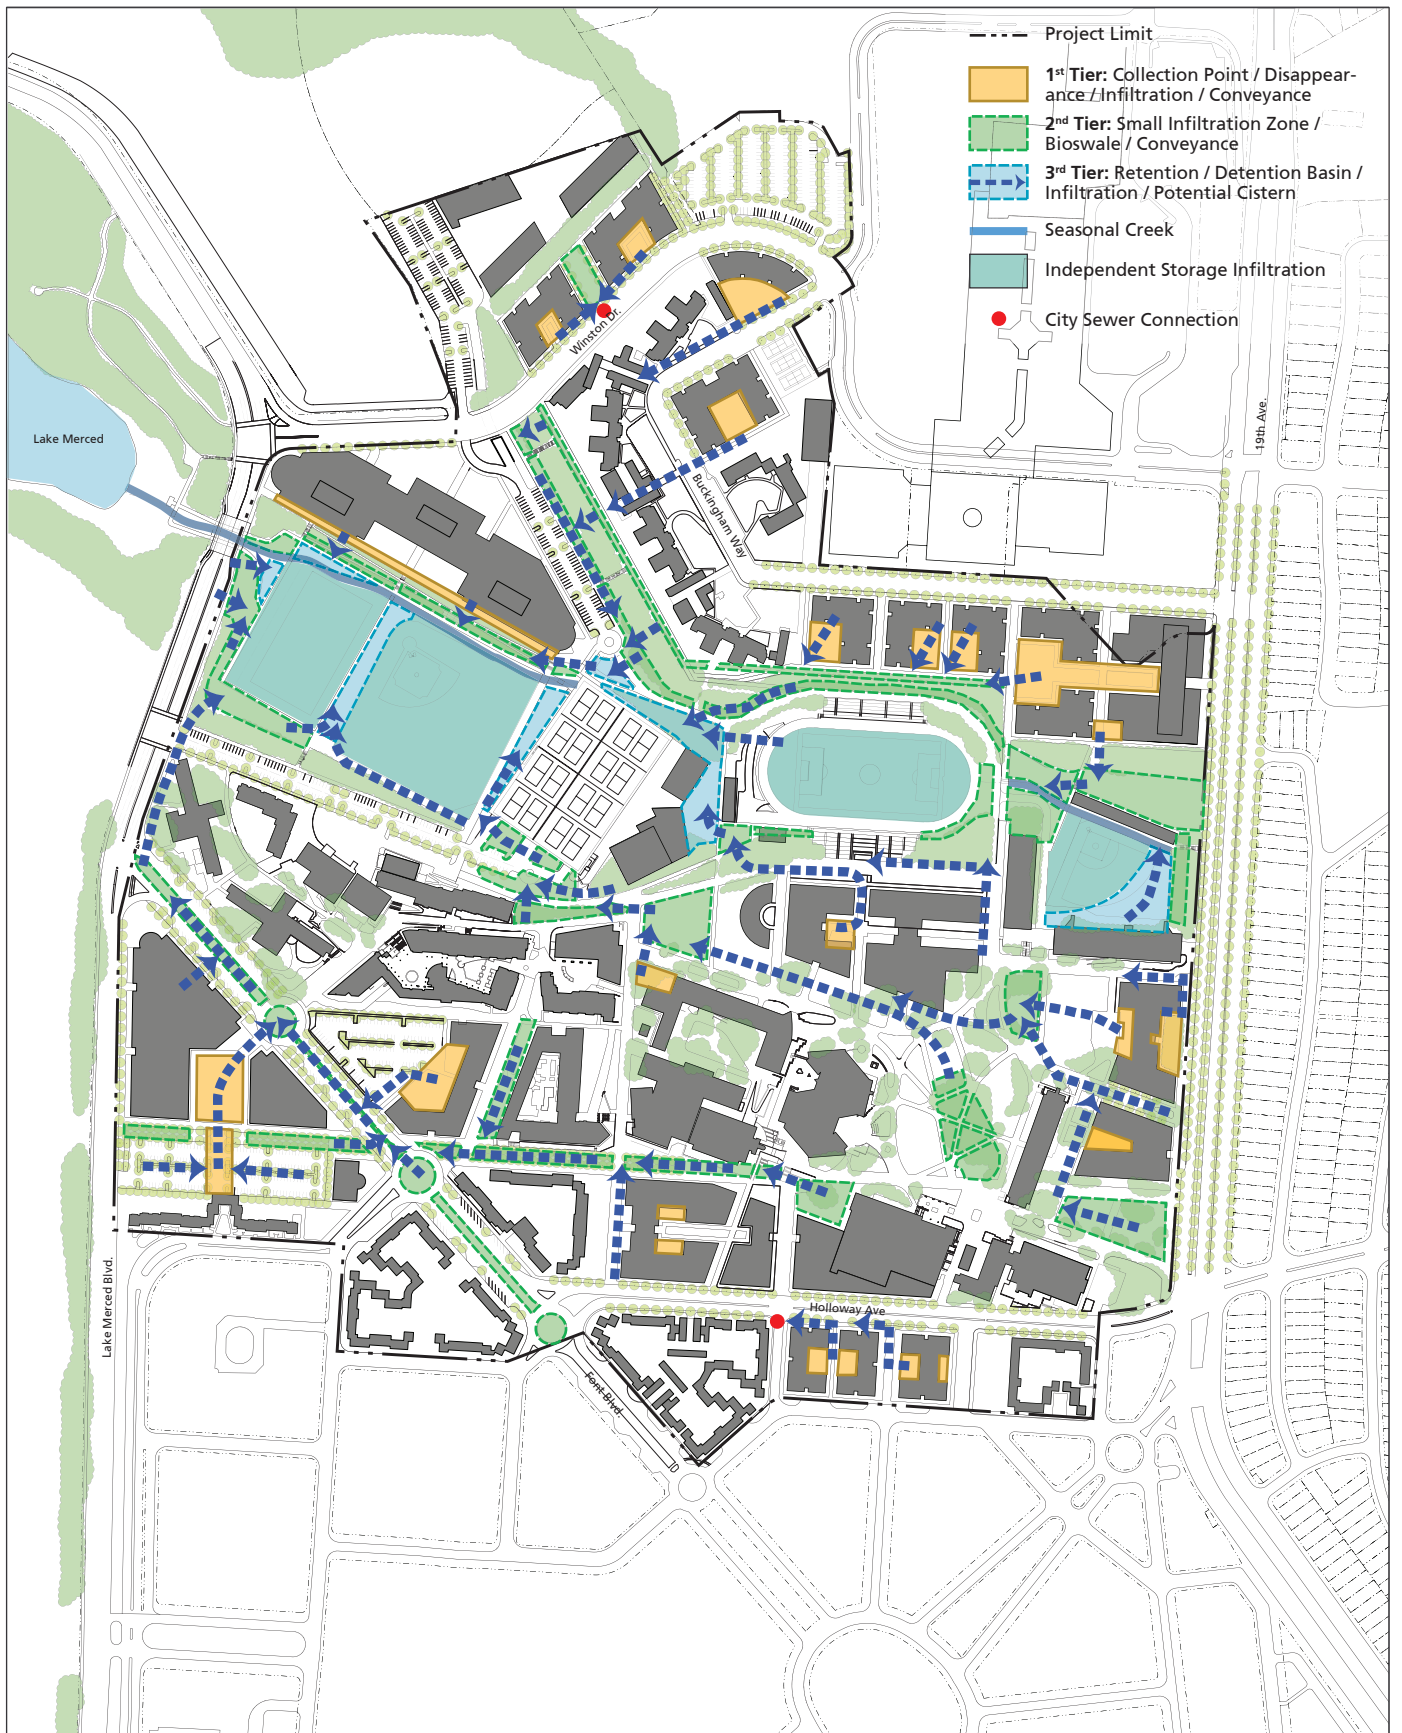 Project Limit
1st Tier: Collection Point / Disappear-
ance / Infiltration / Conveyance
2nd Tier: Small Infiltration Zone /
Bioswale / Conveyance
3rd Tier: Retention / Detention Basin /
Infiltration / Potential Cistern
Seasonal Creek
Independent Storage Infiltration
City Sewer Connection
Winston Dr.
Lake Merced
19th Ave.
Buckingham Way
Lake Merced Blvd.
Holloway Ave
Font Blvd.